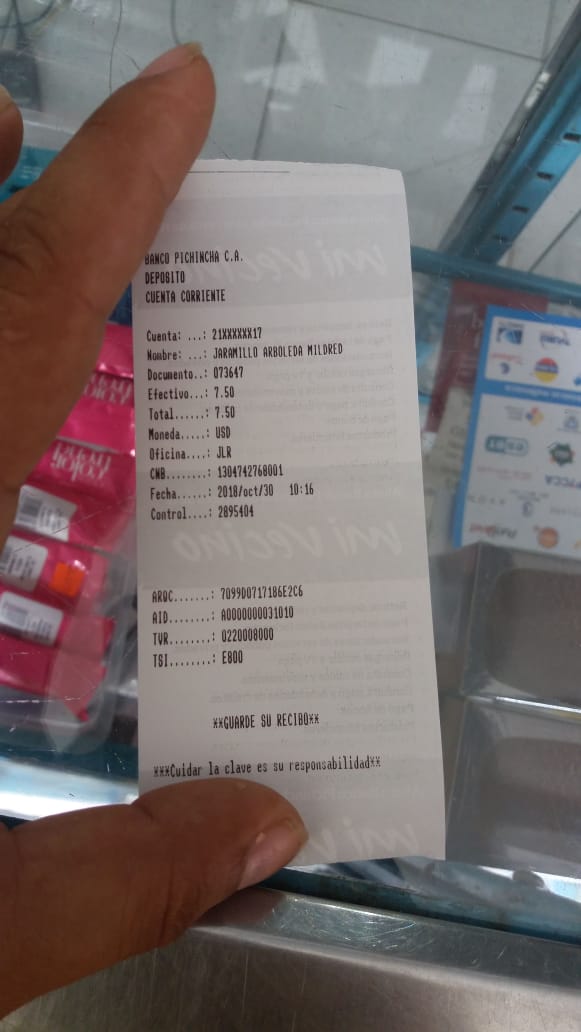 BANCO PICHINCHA C.A.
DEPOSITO
CUENTA CORRIENTE
Cuenta: ...: 21XXXXXX17
Nombre: ...: JARAMILLO ARBOLEDA MILDRED
Documento..: 073647
Efectivo...: 7.50
Total......: 7.50
Moneda.....: USD
Oficina....: JLR
CNB........: 1304742768001
Fecha......: 2018/oct/30 10:16
Control....: 2895404
mi vecino
ARQC.......: 7099D0717186E2C6
AID........: A0000000031010
TVR........: 0220008000
TSI........: E800
**GUARDE SU RECIBO**
***Cuidar la clave es su responsabilidad**